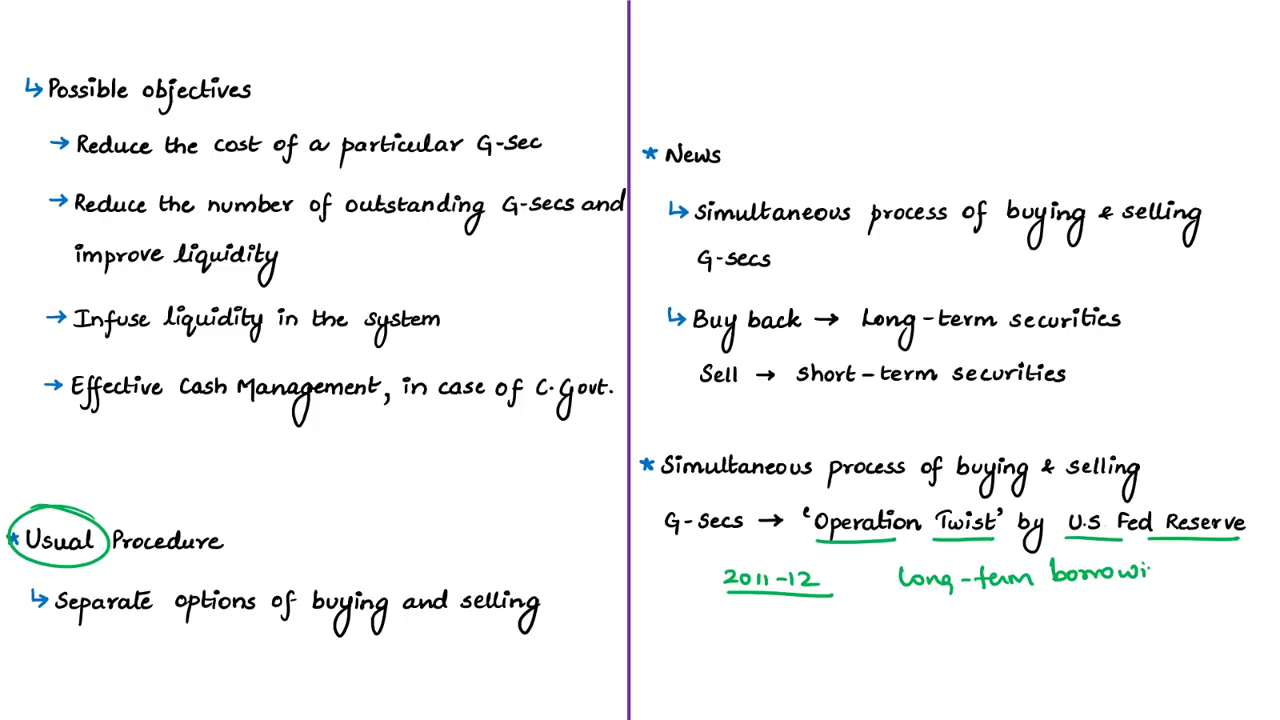 ↳ Possible objectives
→ Reduce the cost of a particular G-sec
→ Reduce the number of outstanding G-secs and
improve liquidity
→ Infuse liquidity in the system
→ Effective Cash Management, in case of C.Govt.
* Usual Procedure
↳ Separate options of buying and selling
* News
↳ Simultaneous process of buying & selling
G-secs
↳ Buy back → Long-term securities
Sell → short-term securities
* Simultaneous process of buying & selling
G-secs → 'Operation Twist' by U.S Fed Reserve
2011-12 long-term borrowi